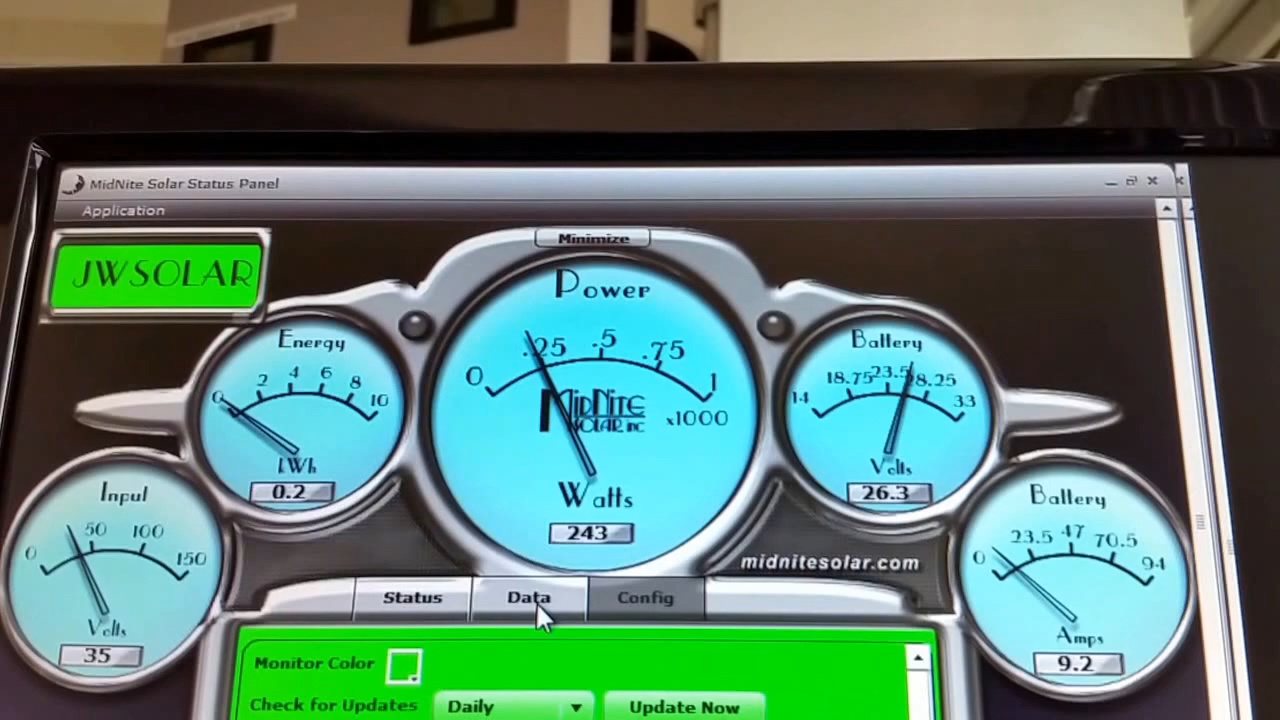 MidNite Solar Status Panel
Application
Minimize
JWSOLAR
Power
0 .25 .5 .75 1
x1000
MidNite
SOLAR INC
Watts
243
Energy
0 2 4 6 8 10
kWh
0.2
Battery
14 18.75 23.5 28.25 33
Volts
26.3
Input
0 50 100 150
Volts
35
Battery
0 23.5 47 70.5 94
Amps
9.2
midnitesolar.com
Status Data Config
Monitor Color
Check for Updates Daily Update Now